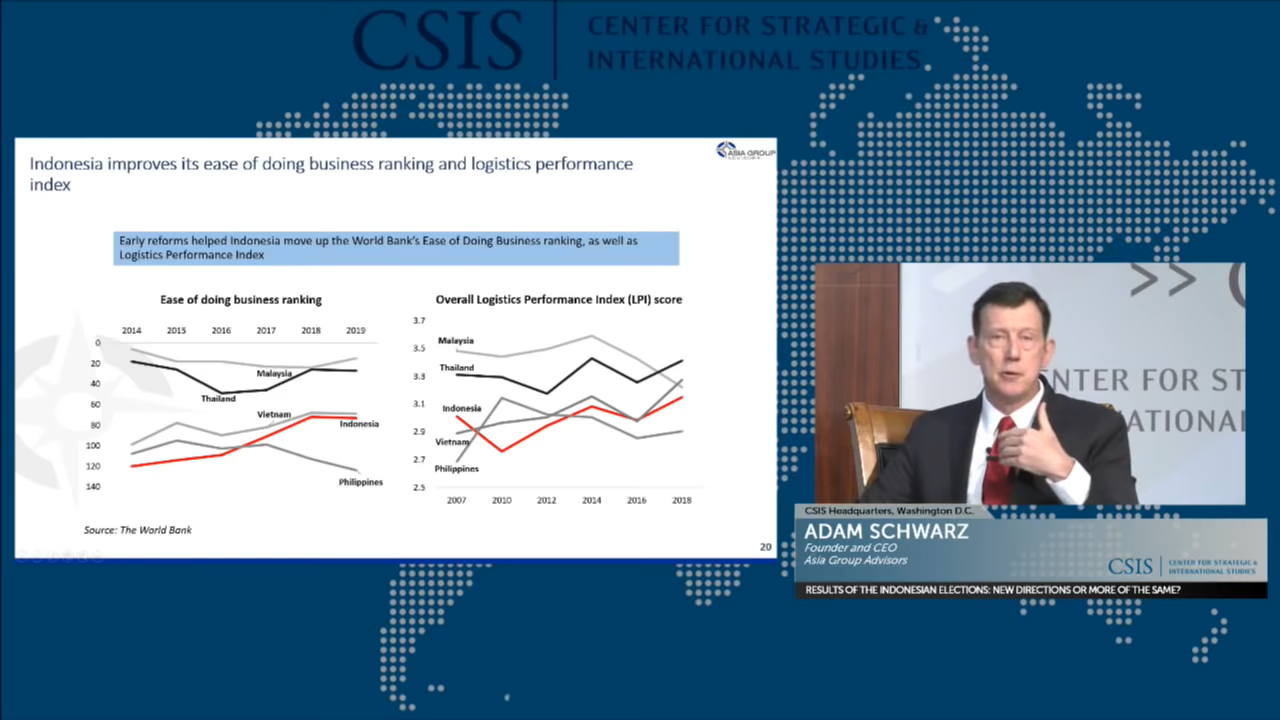 CSIS
CENTER FOR STRATEGIC &
INTERNATIONAL STUDIES
ASIA GROUP
Indonesia improves its ease of doing business ranking and logistics performance
index
Early reforms helped Indonesia move up the World Bank's Ease of Doing Business ranking, as well as
Logistics Performance Index
Ease of doing business ranking
2014 2015 2016 2017 2018 2019
0
20
40
60
80
100
120
140
Malaysia
Thailand
Vietnam
Indonesia
Philippines
Overall Logistics Performance Index (LPI) score
3.7
3.5
3.3
3.1
2.9
2.7
2.5
Malaysia
Thailand
Indonesia
Vietnam
Philippines
2007 2010 2012 2014 2016 2018
Source: The World Bank
20
>> 
NTER FOR ST
NATIONAL
CSIS Headquarters, Washington D.C.
ADAM SCHWARZ
Founder and CEO
Asia Group Advisors
CSIS
CENTER FOR STRATEGIC &
INTERNATIONAL STUDIES
RESULTS OF THE INDONESIAN ELECTIONS: NEW DIRECTIONS OR MORE OF THE SAME?